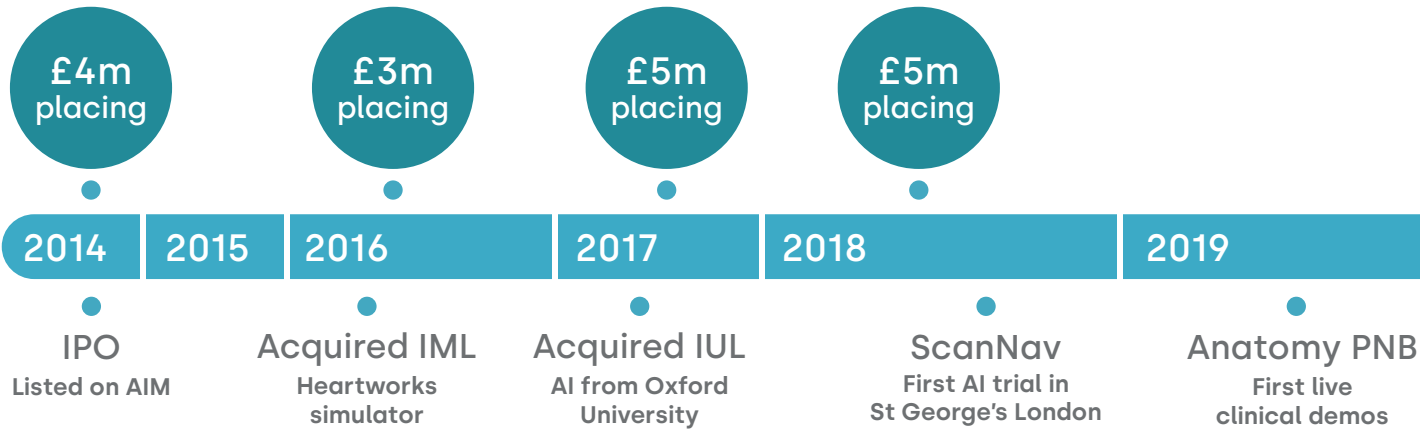 £4m
placing
£3m
placing
£5m
placing
£5m
placing
2014
2015
2016
2017
2018
2019
IPO
Listed on AIM
Acquired IML
Heartworks
simulator
Acquired IUL
AI from Oxford
University
ScanNav
First AI trial in
St George's London
Anatomy PNB
First live
clinical demos